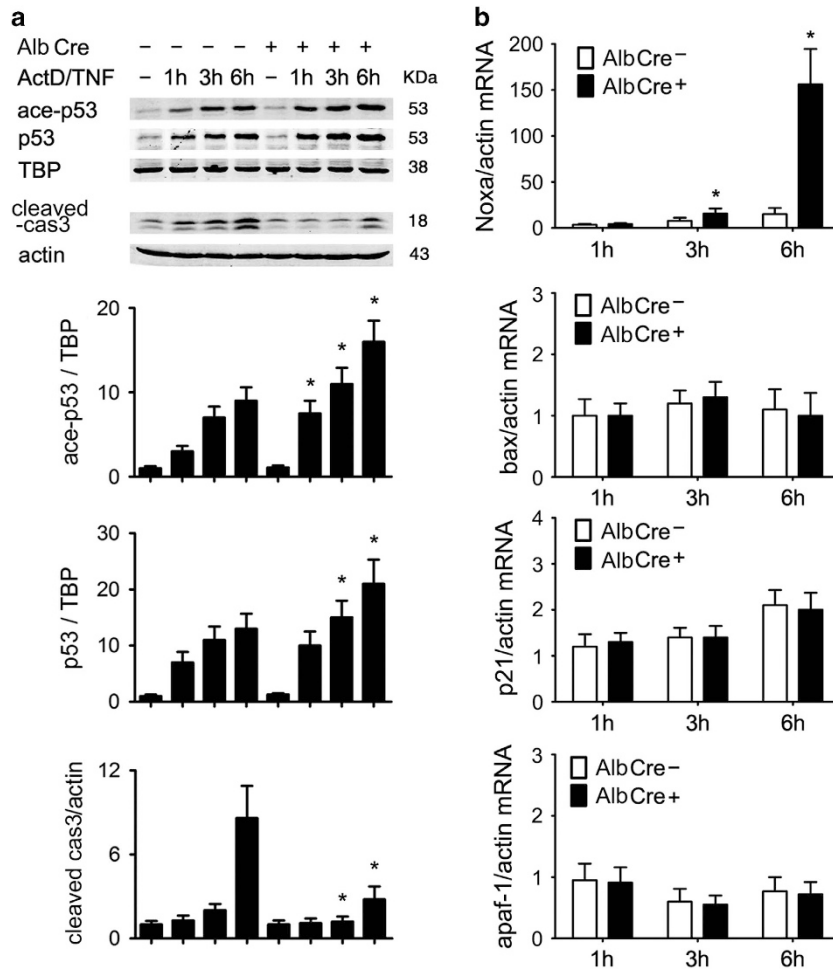 a
Alb Cre – – – – + + + +
ActD/TNF – 1h 3h 6h – 1h 3h 6h KDa
ace-p53 53
p53 53
TBP 38
cleaved
-cas3 18
actin 43
ace-p53 / TBP
20
10
0
* * *
p53 / TBP
30
20
10
0
* *
cleaved cas3/actin
12
6
0
* *
b
Noxa/actin mRNA
200
150
100
50
0
AlbCre–
AlbCre+
* *
1h 3h 6h
bax/actin mRNA
3
2
1
0
AlbCre–
AlbCre+
1h 3h 6h
p21/actin mRNA
4
3
2
1
0
AlbCre–
AlbCre+
1h 3h 6h
apaf-1/actin mRNA
3
2
1
0
AlbCre–
AlbCre+
1h 3h 6h